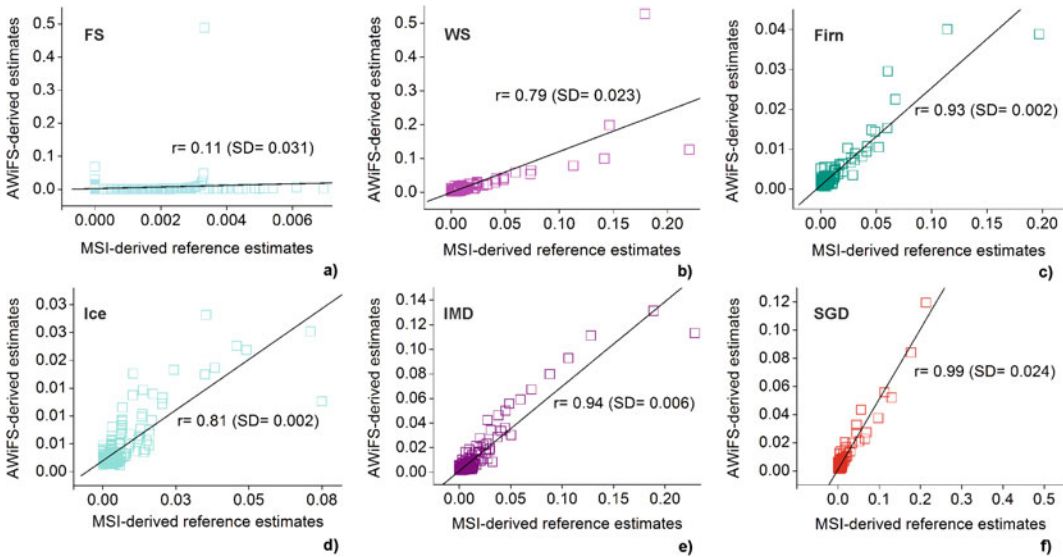 FS
AWiFS-derived estimates
0.5
0.4
0.3
0.2
0.1
0.0
r= 0.11 (SD= 0.031)
0.000
0.002
0.004
0.006
MSI-derived reference estimates
a)
WS
AWiFS-derived estimates
0.5
0.4
0.3
0.2
0.1
0.0
r= 0.79 (SD= 0.023)
0.00
0.05
0.10
0.15
0.20
MSI-derived reference estimates
b)
Firn
AWiFS-derived estimates
0.04
0.03
0.02
0.01
0.00
r= 0.93 (SD= 0.002)
0.00
0.05
0.10
0.15
0.20
MSI-derived reference estimates
c)
Ice
AWiFS-derived estimates
0.03
0.03
0.02
0.01
0.01
0.01
0.00
r= 0.81 (SD= 0.002)
0.00
0.03
0.05
0.08
MSI-derived reference estimates
d)
IMD
AWiFS-derived estimates
0.14
0.12
0.10
0.08
0.06
0.04
0.02
0.00
r= 0.94 (SD= 0.006)
0.00
0.05
0.10
0.15
0.20
MSI-derived reference estimates
e)
SGD
AWiFS-derived estimates
0.12
0.10
0.08
0.06
0.04
0.02
0.00
r= 0.99 (SD= 0.024)
0.0
0.1
0.2
0.3
0.4
0.5
MSI-derived reference estimates
f)